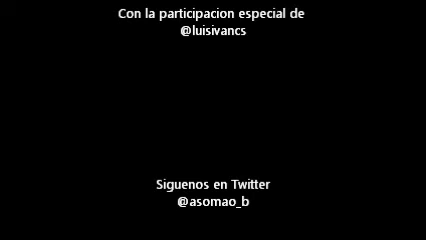 Con la participacion especial de
@luisivancs
Siguenos en Twitter
@asomao_b